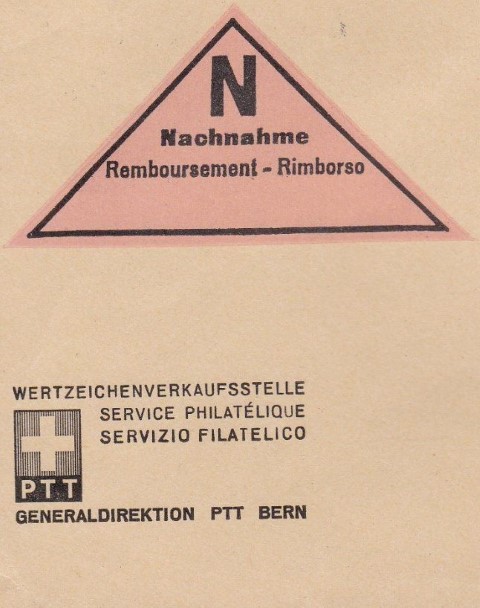 N
Nachnahme
Remboursement - Rimborso
WERTZEICHENVERKAUFSSTELLE
SERVICE PHILATÉLIQUE
SERVIZIO FILATELICO
PTT
GENERALDIREKTION PTT BERN